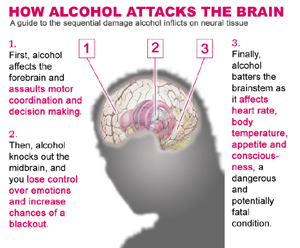 HOW ALCOHOL ATTACKS THE BRAIN
A guide to the sequential damage alcohol inflicts on neural tissue
1.
First, alcohol
affects the
forebrain and
assaults motor
coordination and
decision making.
2.
Then, alcohol
knocks out the
midbrain, and
you lose control
over emotions
and increase
chances of a
blackout.
1
2
3
3.
Finally,
alcohol
batters the
brainstem as
it affects
heart rate,
body
temperature,
appetite and
conscious-
ness, a
dangerous
and
potentially
fatal
condition.